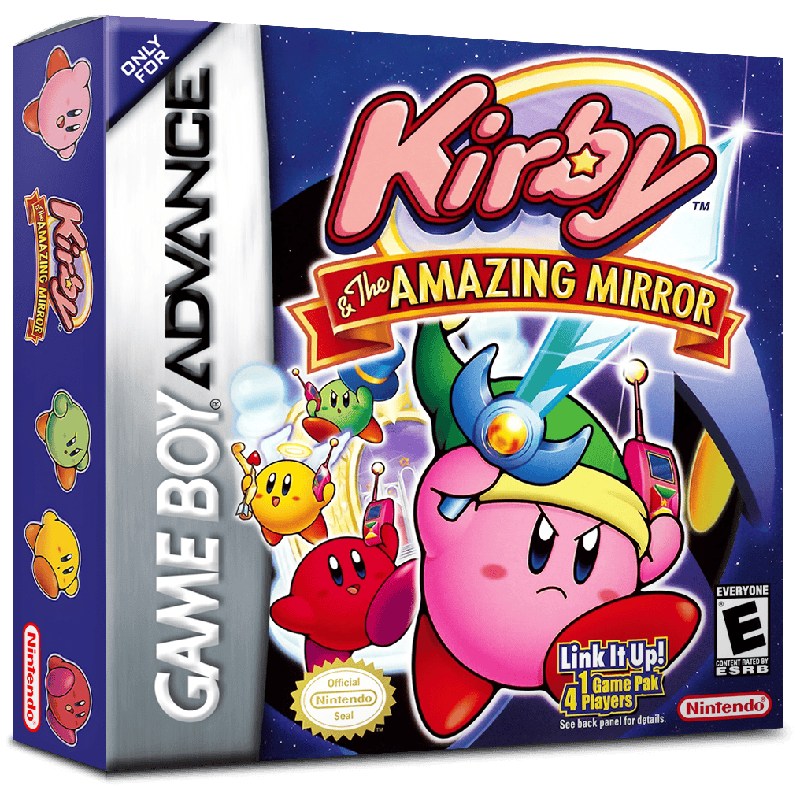 ONLY
FOR
GAME BOY ADVANCE
®
Kirby
TM
& The AMAZING MIRROR
Kirby
& The AMAZING MIRROR
Nintendo
Official
Nintendo
Seal
TM
Link It Up!
1 Game Pak
4 Players
See back panel for details.
EVERYONE
E
®
CONTENT RATED BY
ESRB
Nintendo